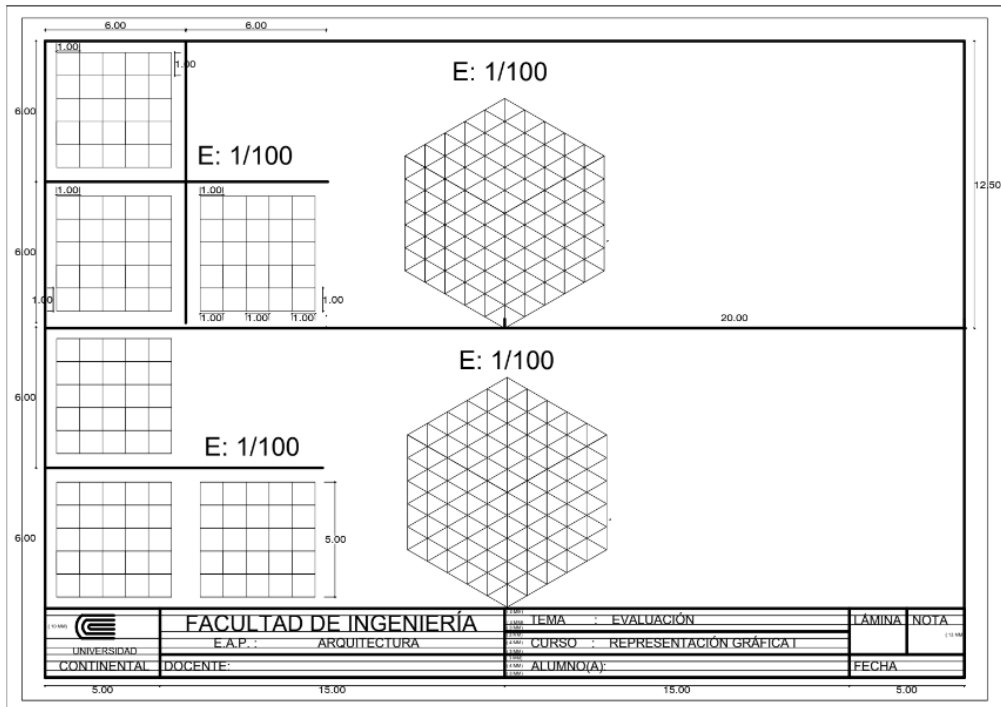 6.00 6.00
1.00
1.00
E: 1/100
6.00
E: 1/100
12.50
1.00 1.00
6.00
1.00 1.00
1.00 1.00 1.00
20.00
E: 1/100
6.00
E: 1/100
6.00
5.00
FACULTAD DE INGENIERÍA
TEMA : EVALUACIÓN
LÁMINA NOTA
E.A.P. : ARQUITECTURA
CURSO : REPRESENTACIÓN GRÁFICA I
UNIVERSIDAD
CONTINENTAL
DOCENTE:
ALUMNO(A):
FECHA
5.00 15.00 15.00 5.00